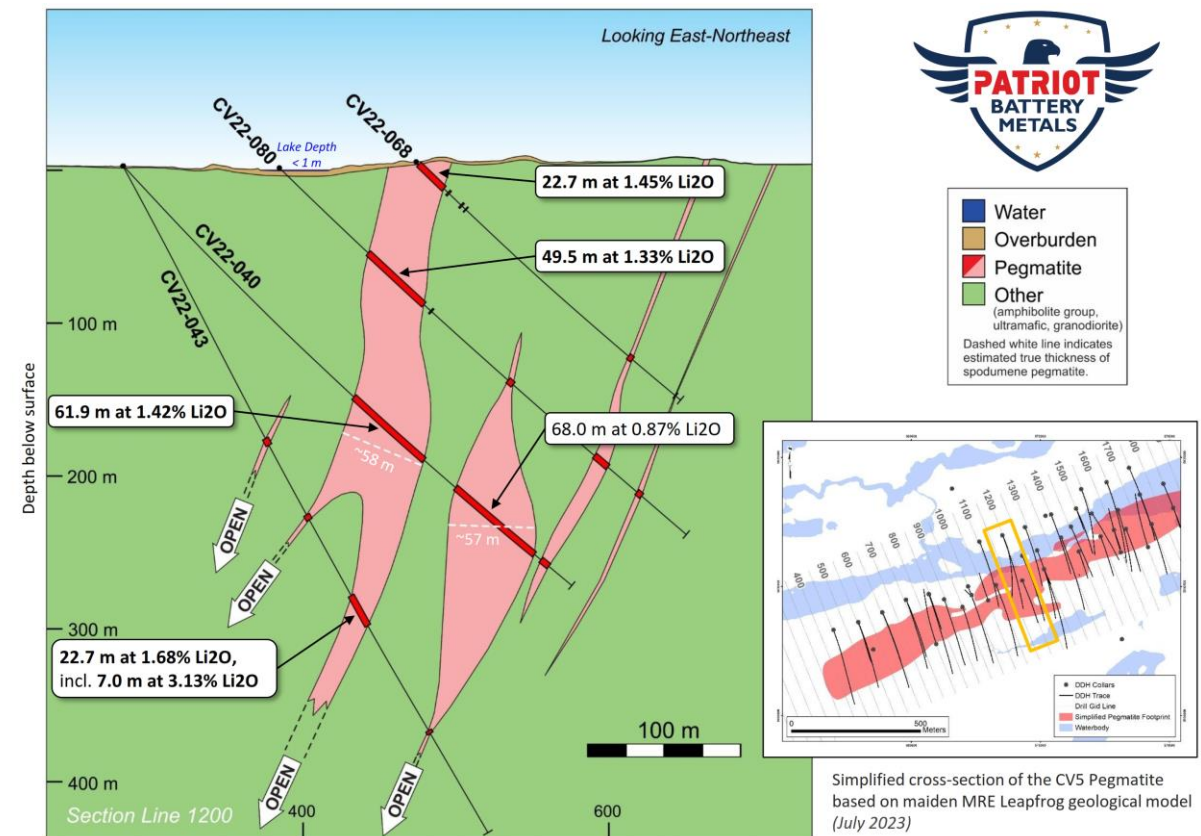 Looking East-Northeast
CV22-080
CV22-068
Lake Depth
< 1 m
CV22-040
CV22-043
22.7 m at 1.45% Li2O
49.5 m at 1.33% Li2O
100 m
Depth below surface
61.9 m at 1.42% Li2O
68.0 m at 0.87% Li2O
~58 m
200 m
~57 m
OPEN
OPEN
300 m
22.7 m at 1.68% Li2O,
incl. 7.0 m at 3.13% Li2O
100 m
OPEN
OPEN
400 m
Section Line 1200
400
600
PATRIOT
BATTERY
METALS
Water
Overburden
Pegmatite
Other
(amphibolite group,
ultramafic, granodiorite)
Dashed white line indicates
estimated true thickness of
spodumene pegmatite.
400
500
600
700
800
900
1000
1100
1200
1300
1400
1500
1600
1700
0
500
Meters
DDH Collars
DDH Trace
Drill Gid Line
Simplified Pegmatite Footprint
Waterbody
Simplified cross-section of the CV5 Pegmatite
based on maiden MRE Leapfrog geological model
(July 2023)